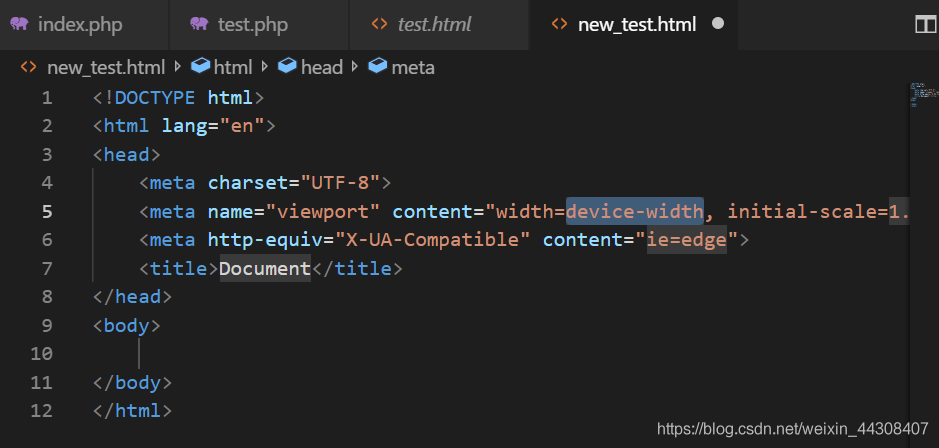 index.php test.php test.html new_test.html
new_test.html html head meta
1 <!DOCTYPE html>
2 <html lang="en">
3 <head>
4 <meta charset="UTF-8">
5 <meta name="viewport" content="width=device-width, initial-scale=1.
6 <meta http-equiv="X-UA-Compatible" content="ie=edge">
7 <title>Document</title>
8 </head>
9 <body>
10
11 </body>
12 </html>
https://blog.csdn.net/weixin_44308407